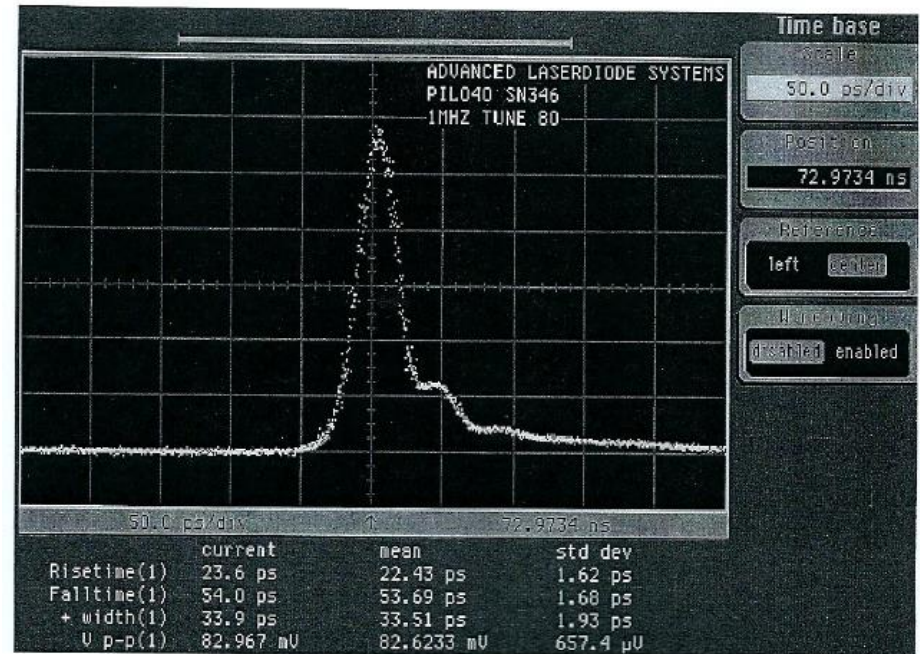 Time base
Scale
50.0 ps/div
Position
72.9734 ns
Reference
left center
Windowing
disabled enabled
ADVANCED LASERDIODE SYSTEMS
PIL040 SN346
1MHZ TUNE 80
50.0 ps/div 72.9734 ns
current mean std dev
Risetime(1) 23.6 ps 22.43 ps 1.62 ps
Falltime(1) 54.0 ps 53.69 ps 1.68 ps
+ width(1) 33.9 ps 33.51 ps 1.93 ps
V p-p(1) 82.967 mV 82.6233 mV 657.4 µV